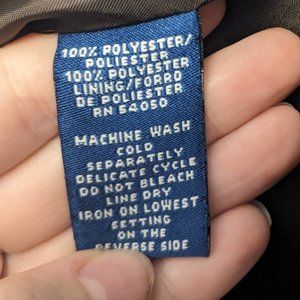 100% POLYESTER/
POLIESTER
100% POLYESTER
LINING/FORRO
DE POLIESTER
RN 54050
MACHINE WASH
COLD
SEPARATELY
DELICATE CYCLE
DO NOT BLEACH
LINE DRY
IRON ON LOWEST
SETTING
ON THE
REVERSE SIDE